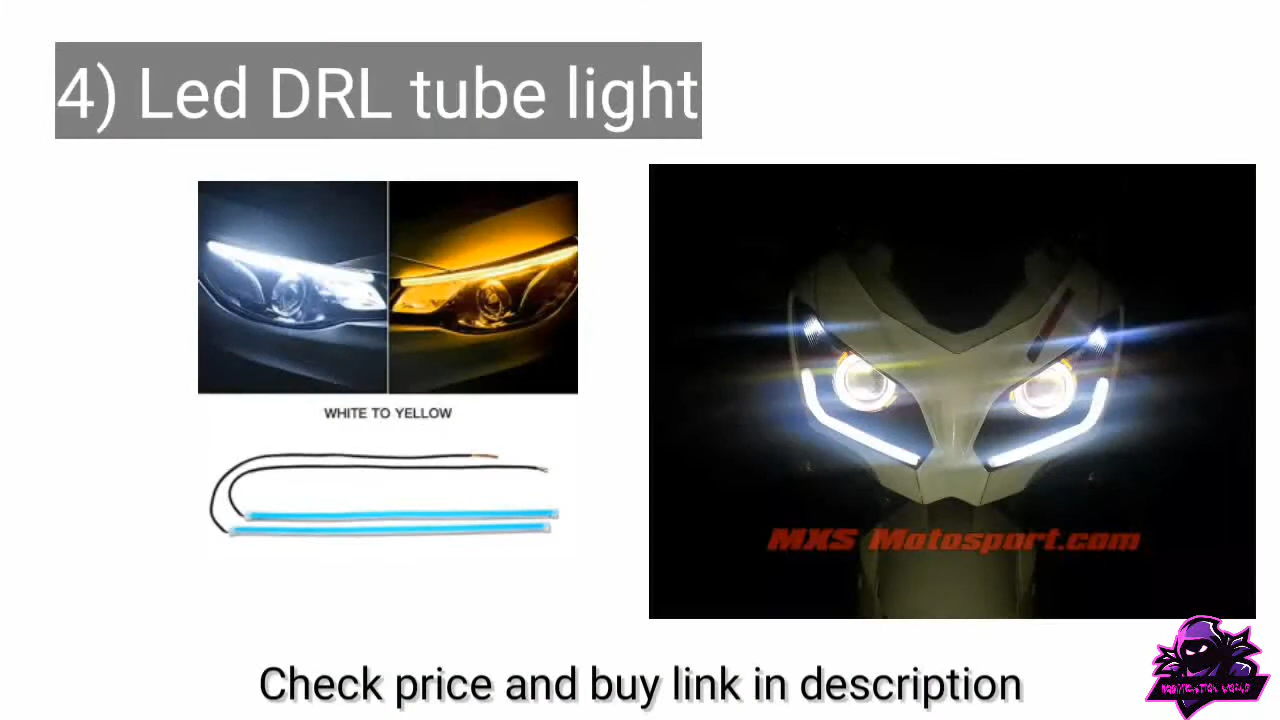 4) Led DRL tube light
WHITE TO YELLOW
MXS Motosport.com
Check price and buy link in description